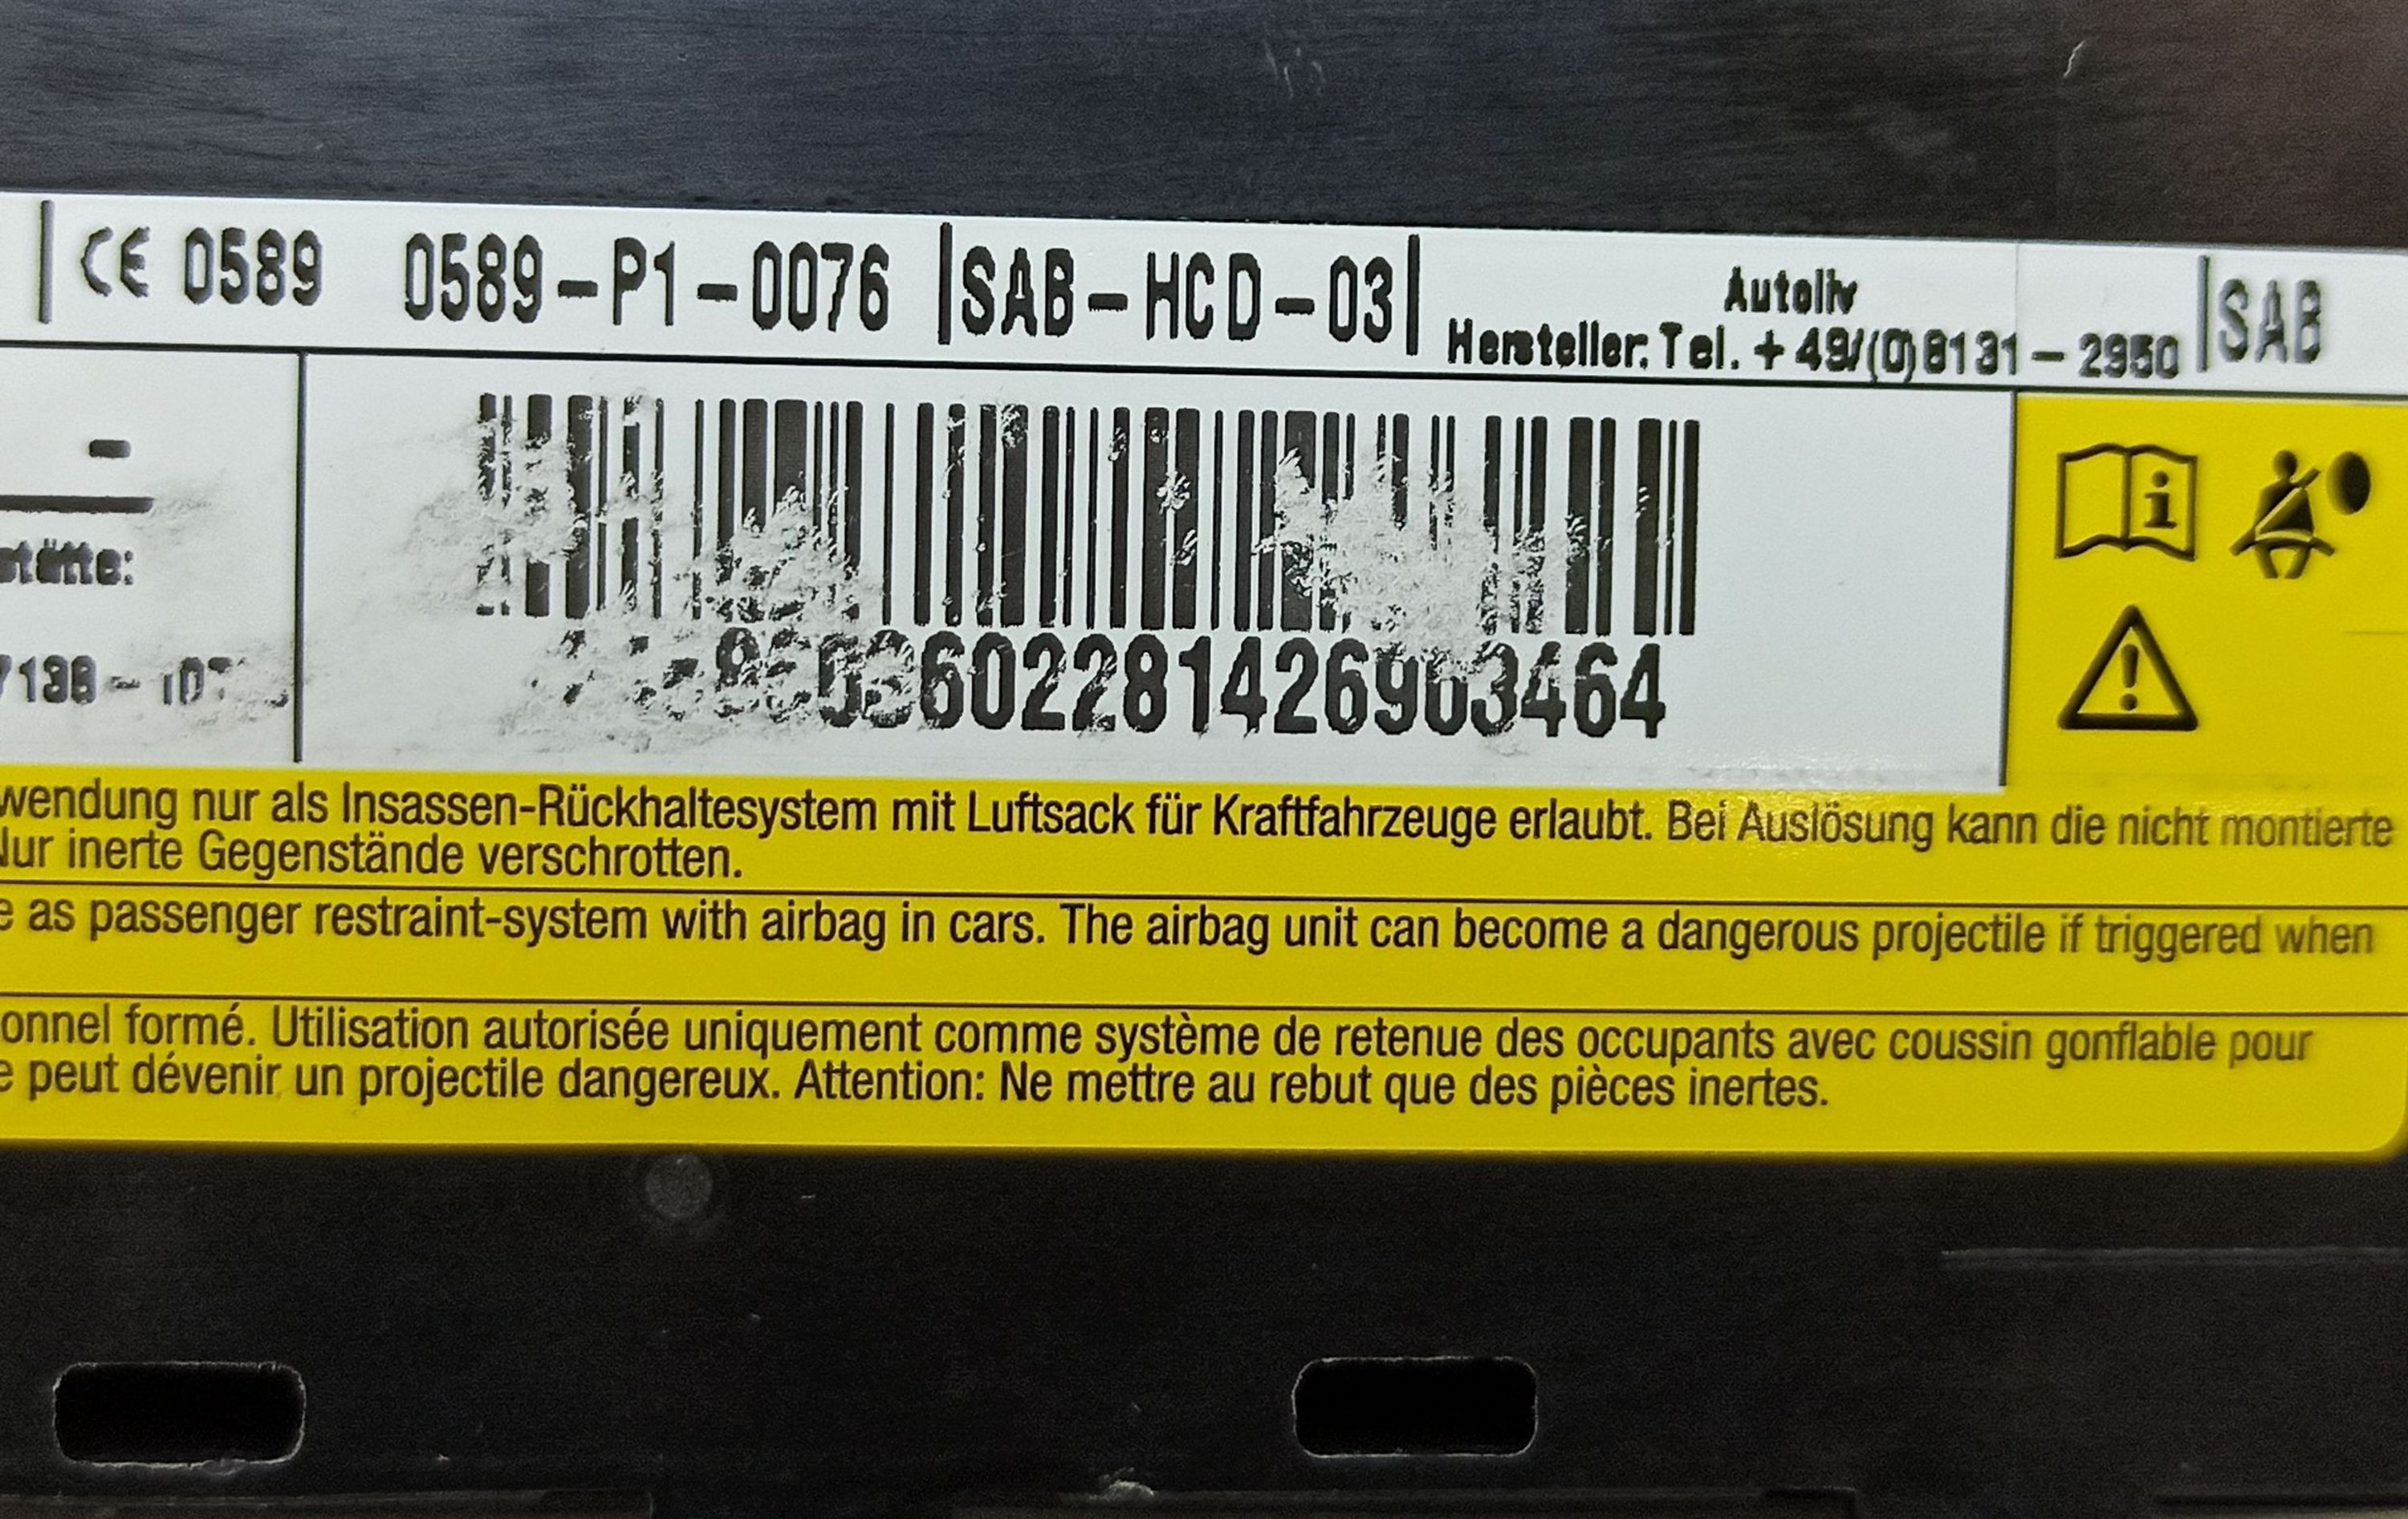 CE 0589 0589-P1-0076 SAB-HCD-03
Autoliv
Hersteller: Tel. +49/(0)8131-2950
SAB
-
wendung nur als Insassen-Rückhaltesystem mit Luftsack für Kraftfahrzeuge erlaubt. Bei Auslösung kann die nicht montierte
Nur inerte Gegenstände verschrotten.
e as passenger restraint-system with airbag in cars. The airbag unit can become a dangerous projectile if triggered when
onnel formé. Utilisation autorisée uniquement comme système de retenue des occupants avec coussin gonflable pour
e peut dévenir un projectile dangereux. Attention: Ne mettre au rebut que des pièces inertes.